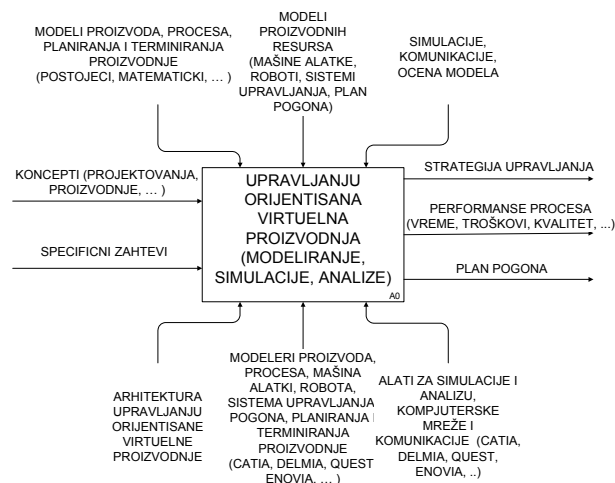 MODELI PROIZVODA, PROCESA,
PLANIRANJA I TERMINIRANJA
PROIZVODNJE
(POSTOJECI, MATEMATICKI, ... )
MODELI
PROIZVODNIH
RESURSA
(MAŠINE ALATKE,
ROBOTI, SISTEMI
UPRAVLJANJA, PLAN
POGONA)
SIMULACIJE,
KOMUNIKACIJE,
OCENA MODELA
KONCEPTI (PROJEKTOVANJA,
PROIZVODNJE, ... )
SPECIFICNI ZAHTEVI
UPRAVLJANJU
ORIJENTISANA
VIRTUELNA
PROIZVODNJA
(MODELIRANJE,
SIMULACIJE, ANALIZE)
A0
STRATEGIJA UPRAVLJANJA
PERFORMANSE PROCESA
(VREME, TROŠKOVI, KVALITET, ...)
PLAN POGONA
ARHITEKTURA
UPRAVLJANJU
ORIJENTISANE
VIRTUELNE
PROIZVODNJE
MODELERI PROIZVODA,
PROCESA, MAŠINA
ALATKI, ROBOTA,
SISTEMA UPRAVLJANJA
POGONA, PLANIRANJA I
TERMINIRANJA
PROIZVODNJE
(CATIA, DELMIA, QUEST
ENOVIA, ... )
ALATI ZA SIMULACIJE I
ANALIZU,
KOMPJUTERSKE
MREŽE I
KOMUNIKACIJE (CATIA,
DELMIA, QUEST,
ENOVIA, ..)